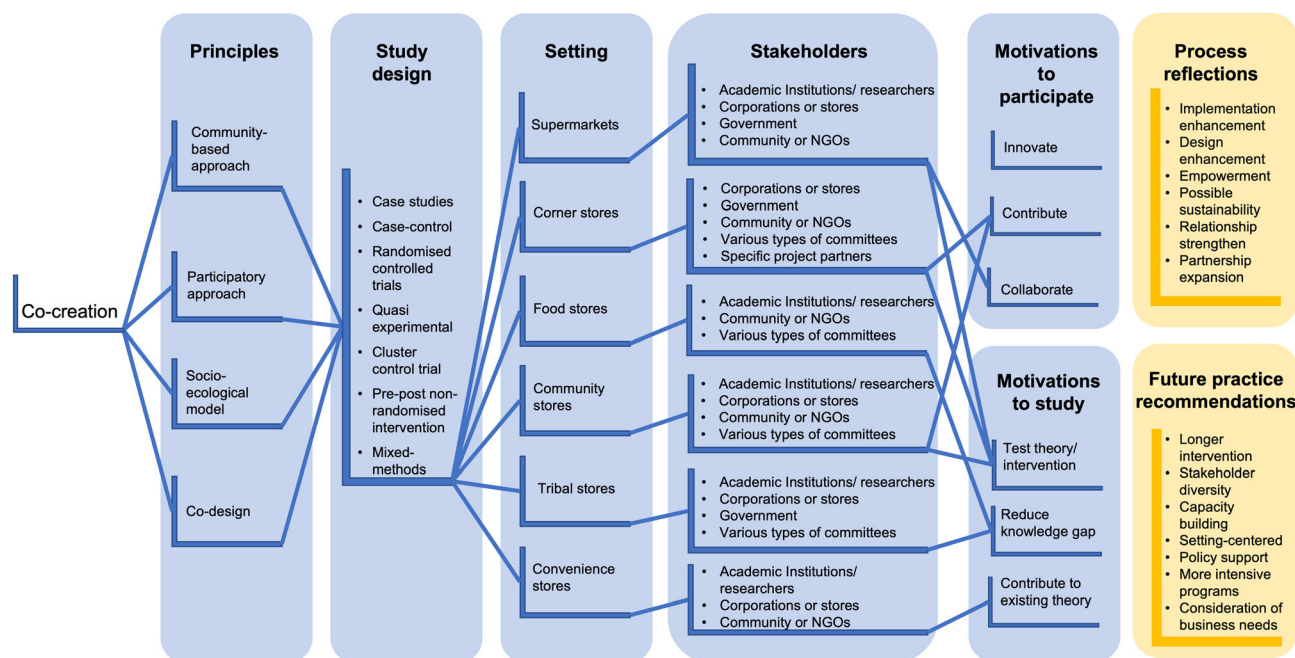 Co-creation
Principles
Community-
based approach
Participatory
approach
Socio-
ecological
model
Co-design
Study
design
• Case studies
• Case-control
• Randomised
controlled
trials
• Quasi
experimental
• Cluster
control trial
• Pre-post non-
randomised
intervention
• Mixed-
methods
Setting
Supermarkets
Corner stores
Food stores
Community
stores
Tribal stores
Convenience
stores
Stakeholders
• Academic Institutions/ researchers
• Corporations or stores
• Government
• Community or NGOs
• Corporations or stores
• Government
• Community or NGOs
• Various types of committees
• Specific project partners
• Academic Institutions/ researchers
• Community or NGOs
• Various types of committees
• Academic Institutions/ researchers
• Corporations or stores
• Community or NGOs
• Various types of committees
• Academic Institutions/ researchers
• Corporations or stores
• Government
• Various types of committees
• Academic Institutions/
researchers
• Corporations or stores
• Community or NGOs
Motivations
to
participate
Innovate
Contribute
Collaborate
Motivations
to study
Test theory/
intervention
Reduce
knowledge gap
Contribute to
existing theory
Process
reflections
• Implementation
enhancement
• Design
enhancement
• Empowerment
• Possible
sustainability
• Relationship
strengthen
• Partnership
expansion
Future practice
recommendations
• Longer
intervention
• Stakeholder
diversity
• Capacity
building
• Setting-centered
• Policy support
• More intensive
programs
• Consideration of
business needs